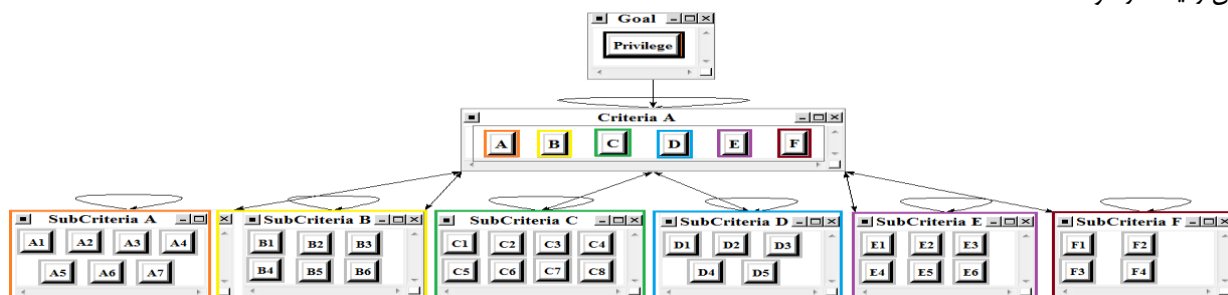 Goal
Privilege
Criteria A
A B C D E F
SubCriteria A
A1 A2 A3 A4
A5 A6 A7
SubCriteria B
B1 B2 B3
B4 B5 B6
SubCriteria C
C1 C2 C3 C4
C5 C6 C7 C8
SubCriteria D
D1 D2 D3
D4 D5
SubCriteria E
E1 E2 E3
E4 E5 E6
SubCriteria F
F1 F2
F3 F4